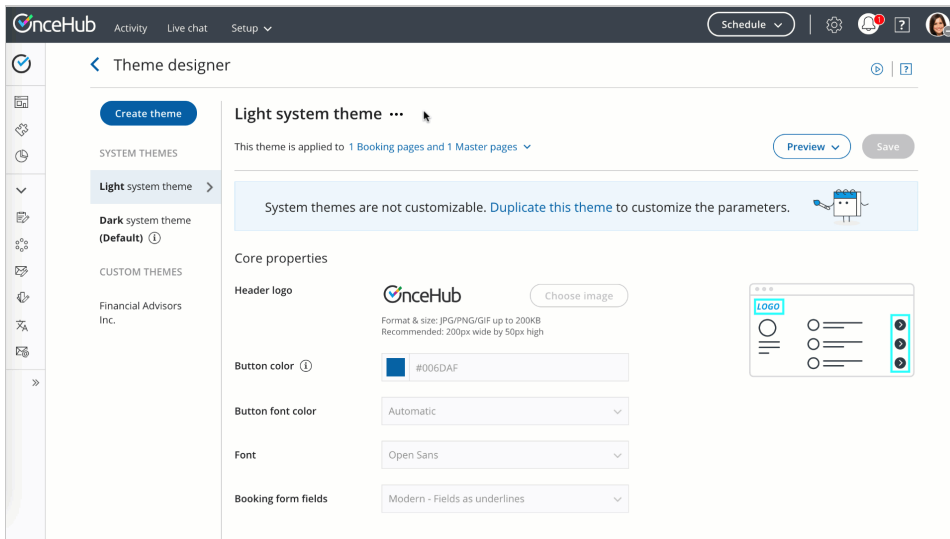 OnceHub Activity Live chat Setup Schedule 1 ?
Theme designer ?
Create theme
SYSTEM THEMES
Light system theme
Dark system theme
(Default) i
CUSTOM THEMES
Financial Advisors
Inc.
Light system theme •••
This theme is applied to 1 Booking pages and 1 Master pages
Preview
Save
System themes are not customizable. Duplicate this theme to customize the parameters.
Core properties
Header logo
OnceHub
Choose image
Format & size: JPG/PNG/GIF up to 200KB
Recommended: 200px wide by 50px high
LOGO
Button color i
#006DAF
Button font color
Automatic
Font
Open Sans
Booking form fields
Modern - Fields as underlines